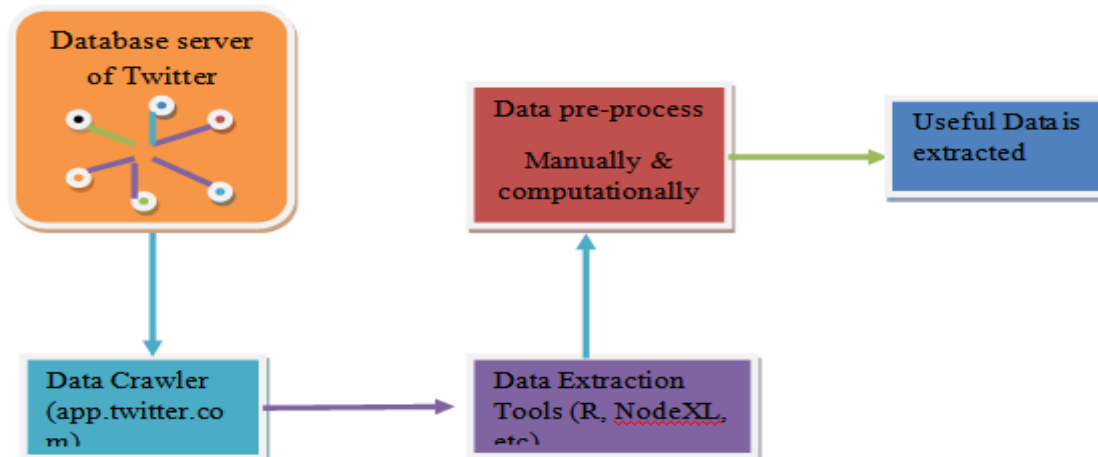 Database server
of Twitter
Data pre-process
Manually &
computationally
Useful Data is
extracted
Data Crawler
(app.twitter.co
m)
Data Extraction
Tools (R, NodeXL,
etc)